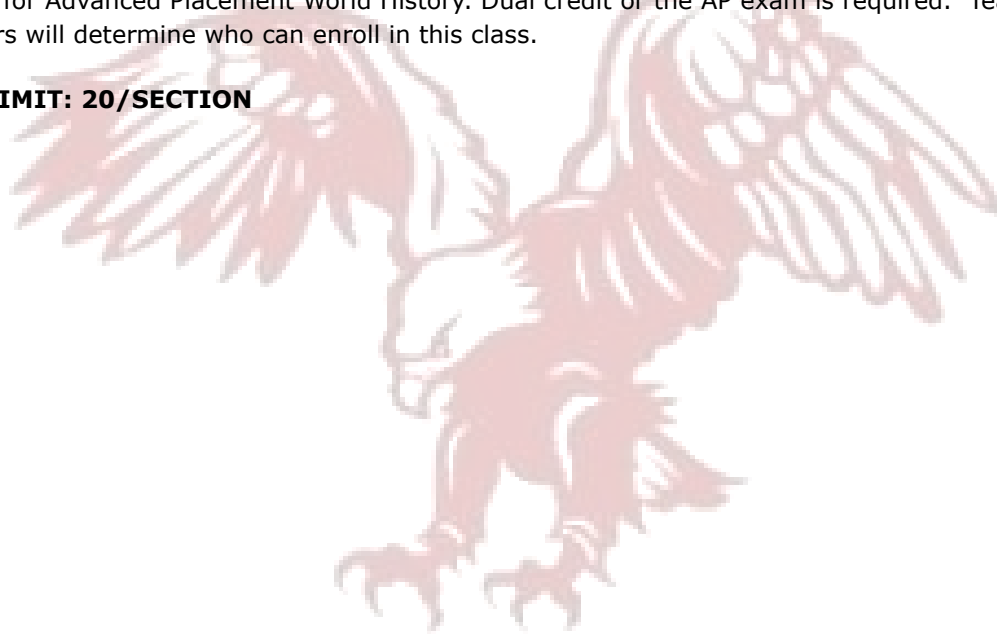 for Advanced Placement World History. Dual credit or the AP exam is required.
rs will determine who can enroll in this class.
IMIT: 20/SECTION